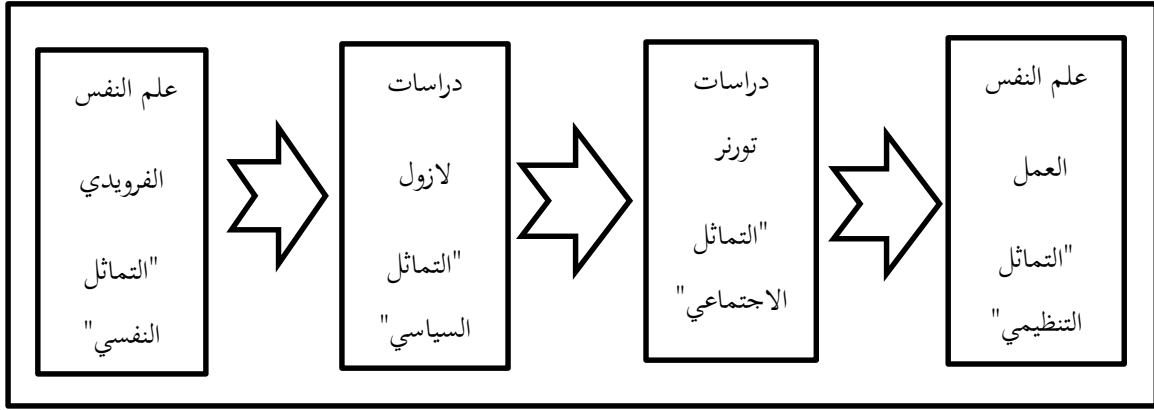 علم النفس
الفرويدي
"التماثل
النفسي"
دراسات
لازول
"التماثل
السياسي"
دراسات
تورنر
"التماثل
الاجتماعي"
علم النفس
العمل
"التماثل
التنظيمي"